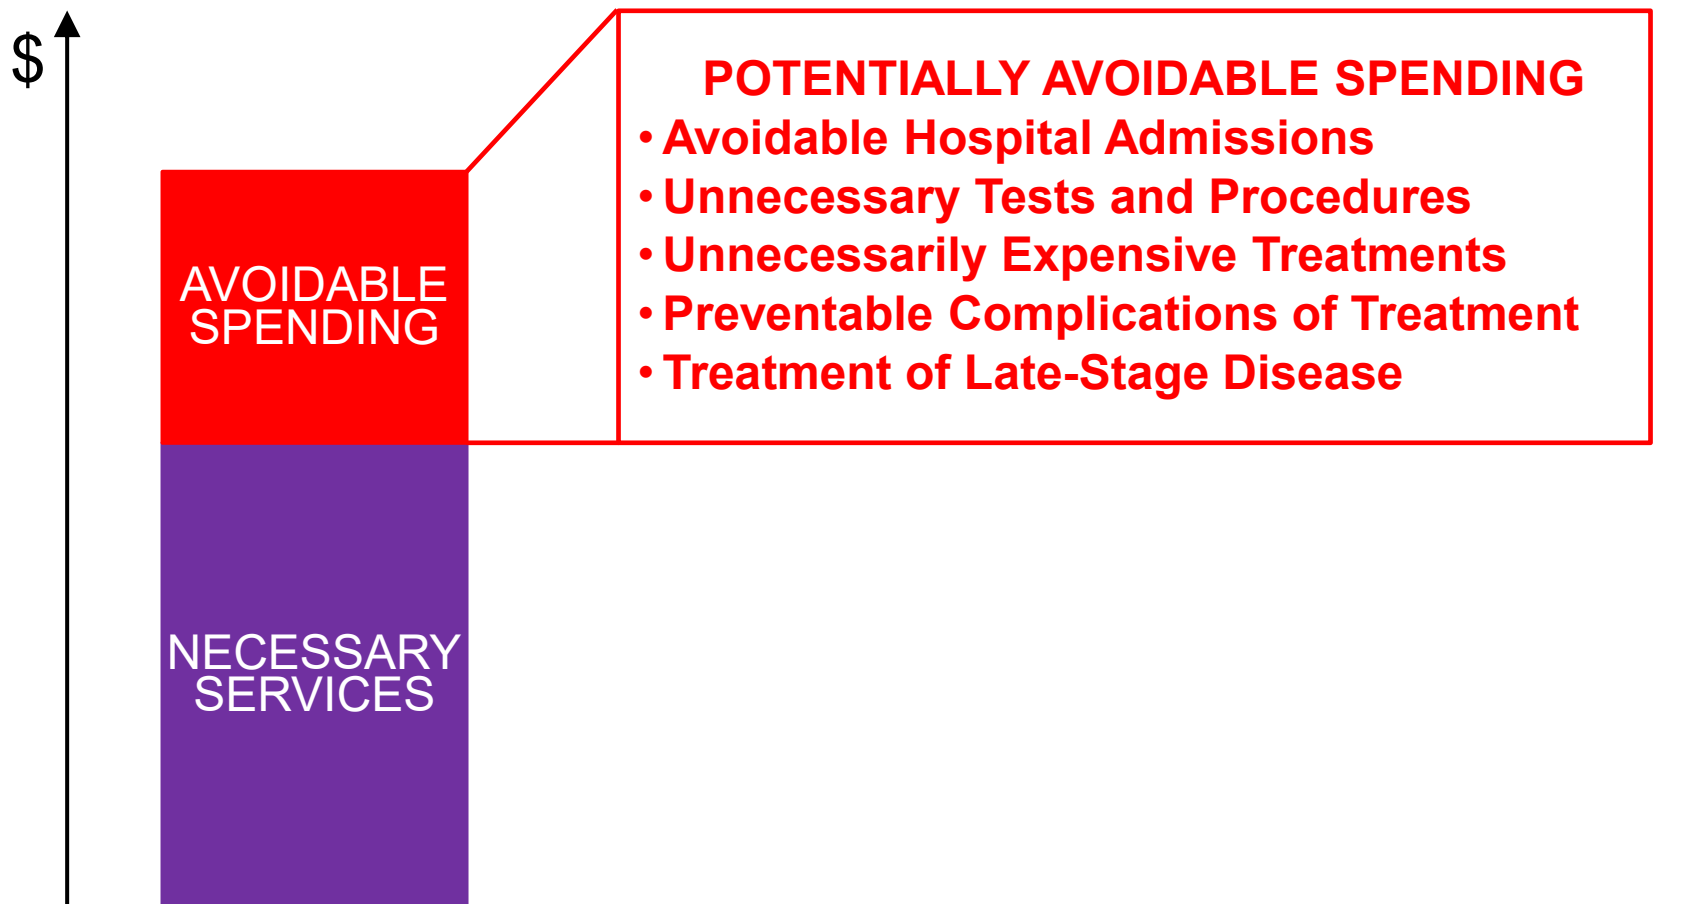 $
POTENTIALLY AVOIDABLE SPENDING
• Avoidable Hospital Admissions
• Unnecessary Tests and Procedures
• Unnecessarily Expensive Treatments
• Preventable Complications of Treatment
• Treatment of Late-Stage Disease
AVOIDABLE
SPENDING
NECESSARY
SERVICES